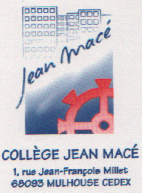 Jean Macé
COLLÈGE JEAN MACÉ
1, rue Jean-François Millet
68093 MULHOUSE CEDEX